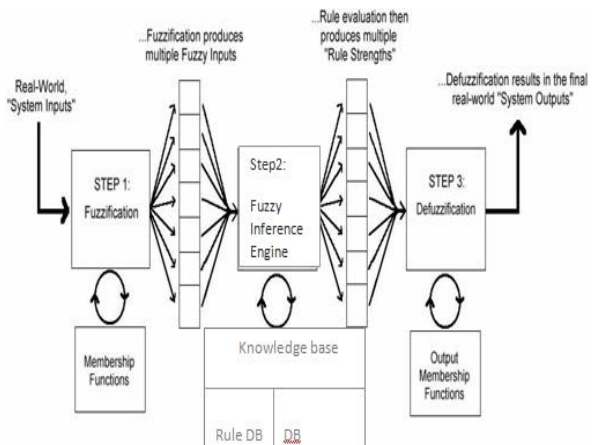 ...Fuzzification produces
multiple Fuzzy Inputs
...Rule evaluation then
produces multiple
"Rule Strengths"
...Defuzzification results in the final
real-world "System Outputs"
Real-World,
"System Inputs"
STEP 1:
Fuzzification
Step2:
Fuzzy
Inference
Engine
STEP 3:
Defuzzification
Membership
Functions
Knowledge base
Rule DB
DB
Output
Membership
Functions